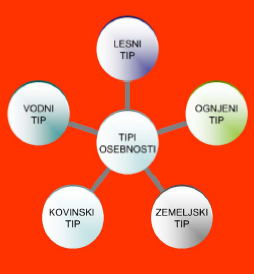 LESNI
TIP
VODNI
TIP
OGNJENI
TIP
TIPI
OSEBNOSTI
KOVINSKI
TIP
ZEMELJSKI
TIP